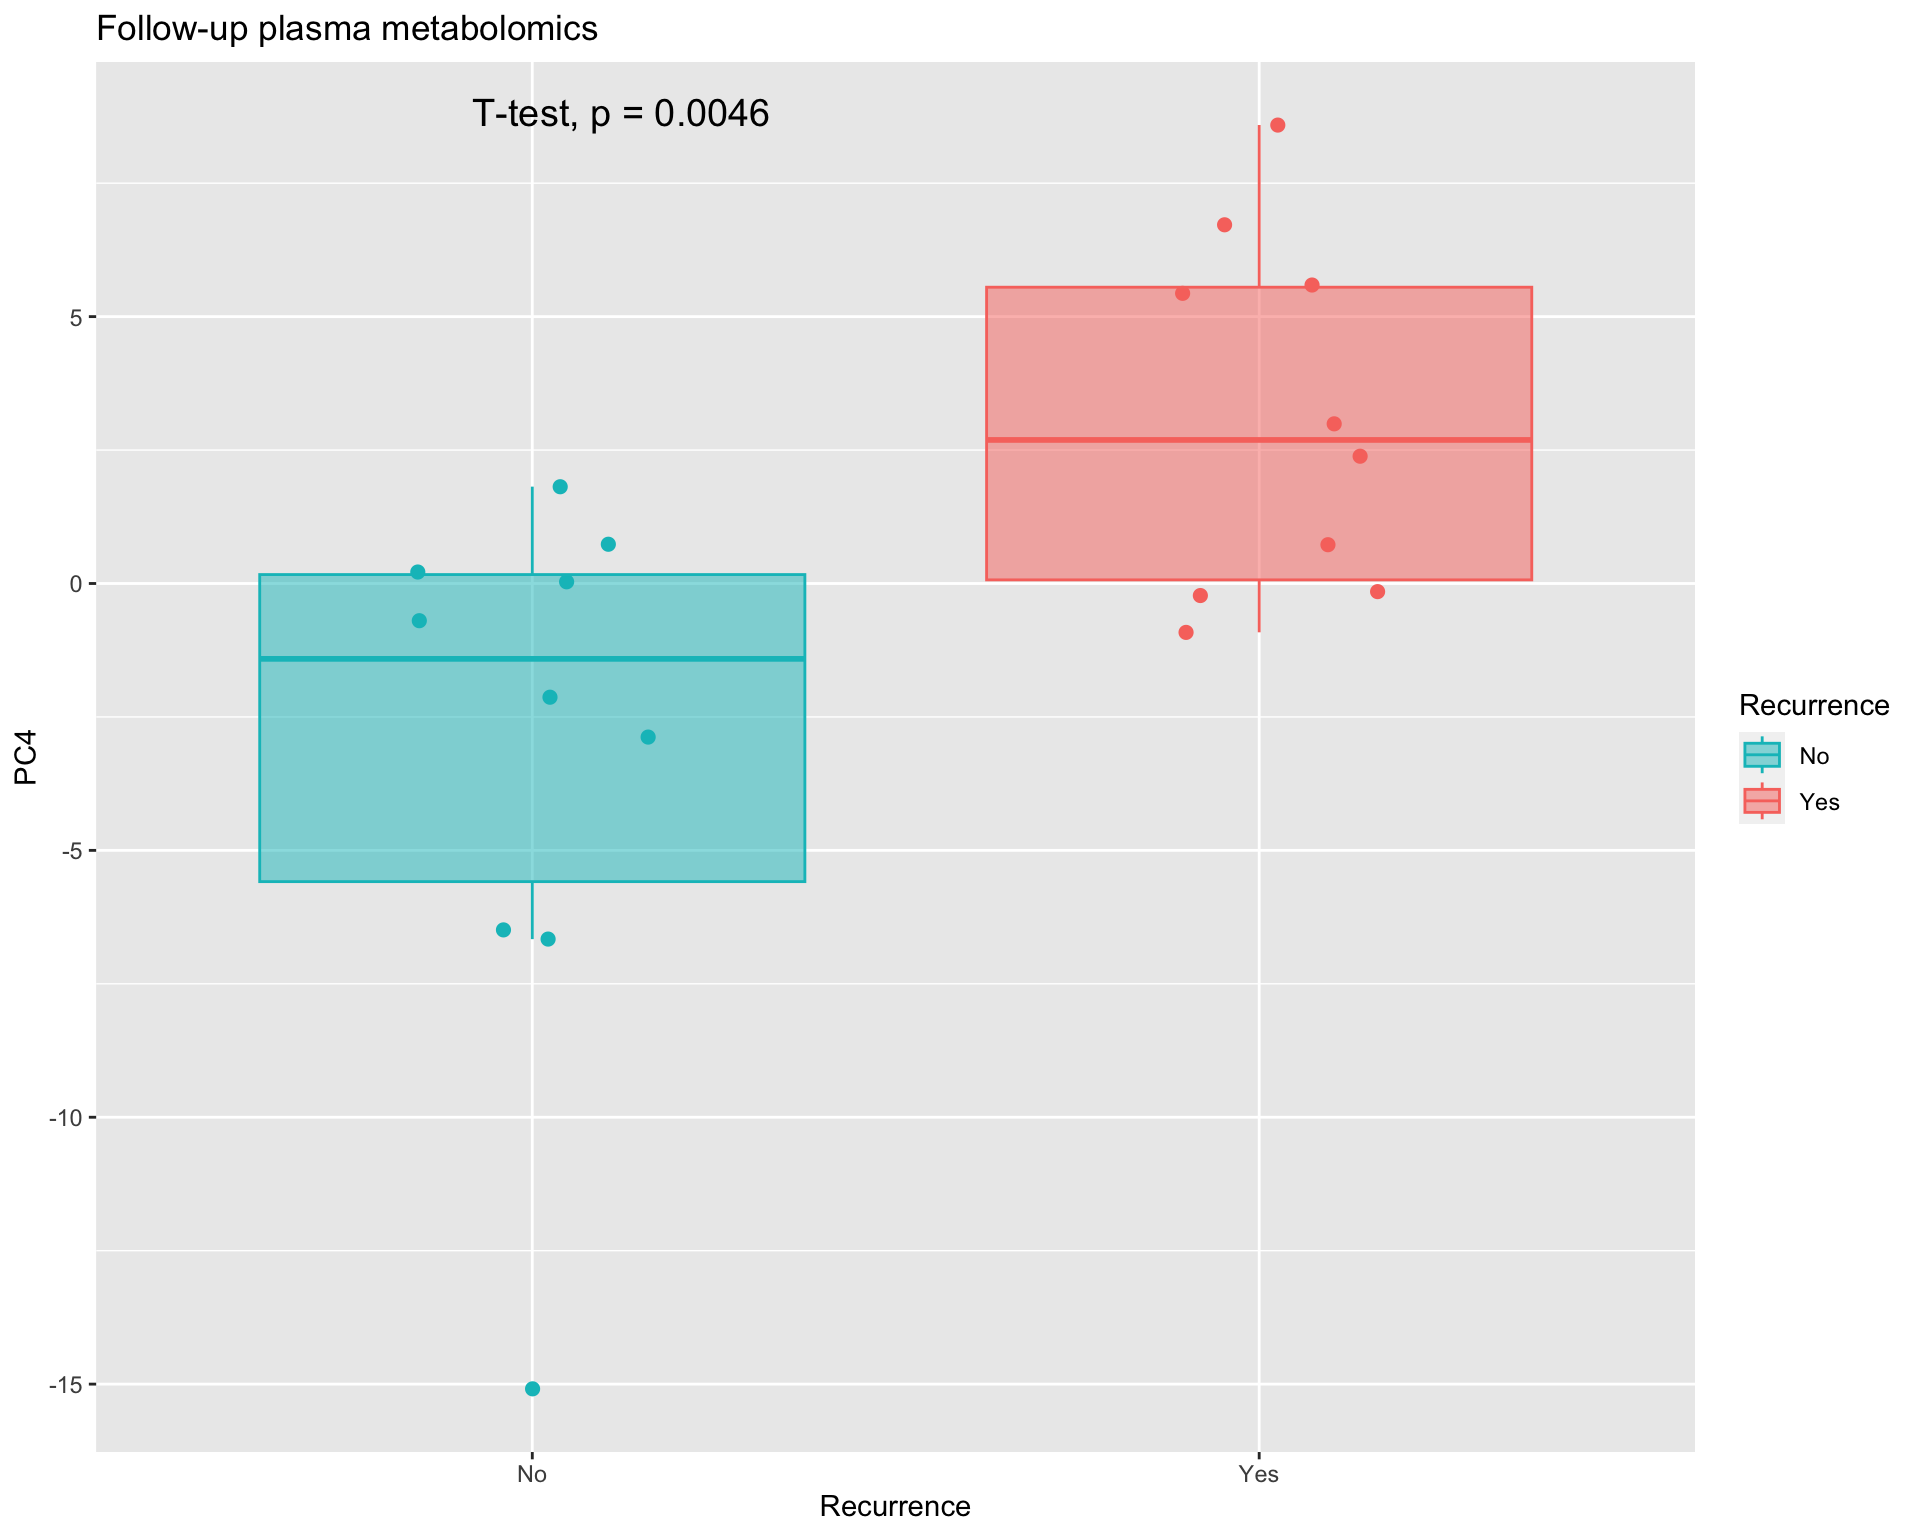 Follow-up plasma metabolomics
T-test, p = 0.0046
5
0
-5
-10
-15
PC4
No
Yes
Recurrence
Recurrence
No
Yes